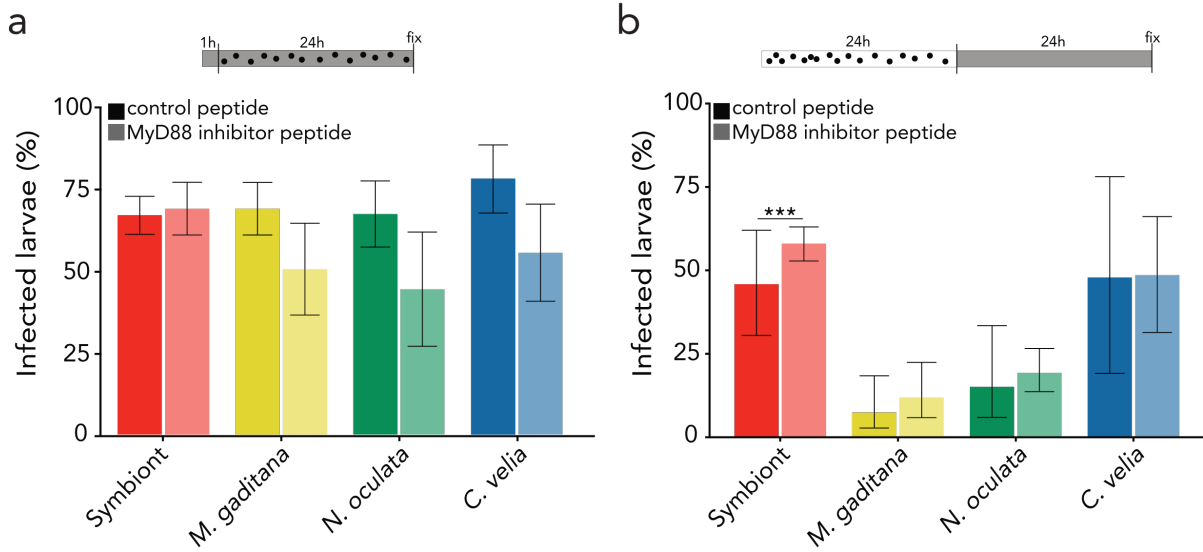 a
1h 24h fix
control peptide
MyD88 inhibitor peptide
Infected larvae (%)
100
75
50
25
0
Symbiont
M. gaditana
N. oculata
C. velia
b
24h 24h fix
control peptide
MyD88 inhibitor peptide
Infected larvae (%)
100
75
50
25
0
***
Symbiont
M. gaditana
N. oculata
C. velia